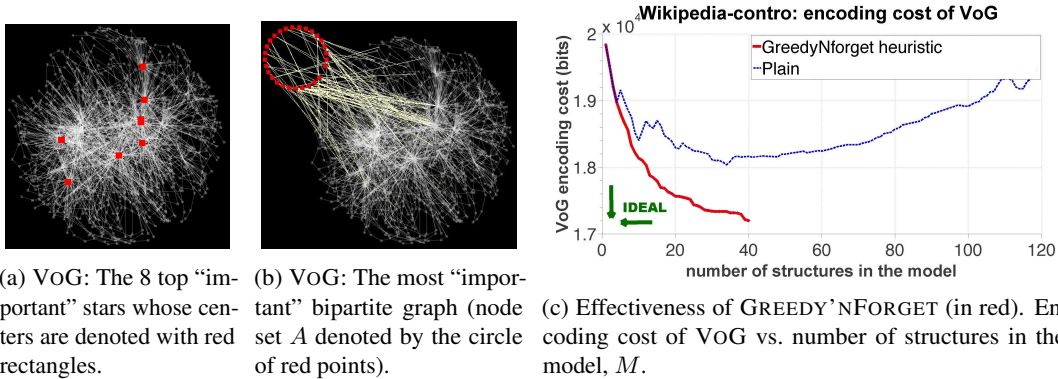 x 10⁴
Wikipedia-contro: encoding cost of VoG
2
1.9
1.8
1.7
VoG encoding cost (bits)
GreedyNforget heuristic
Plain
IDEAL
0 20 40 60 80 100 120
number of structures in the model
(a) VOG: The 8 top “im-
portant” stars whose cen-
ters are denoted with red
rectangles.
(b) VOG: The most “impor-
tant” bipartite graph (node
set A denoted by the circle
of red points).
(c) Effectiveness of GREEDY’NFORGET (in red). En
coding cost of VOG vs. number of structures in the
model, M.